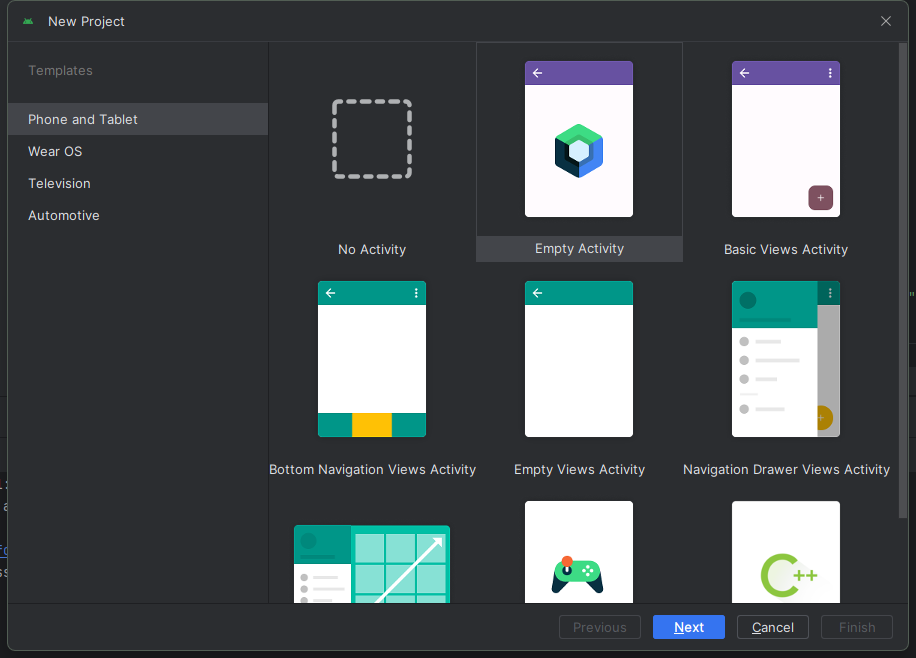 New Project
Templates
Phone and Tablet
Wear OS
Television
Automotive
No Activity
Empty Activity
Basic Views Activity
Bottom Navigation Views Activity
Empty Views Activity
Navigation Drawer Views Activity
++
Previous
Next
Cancel
Finish